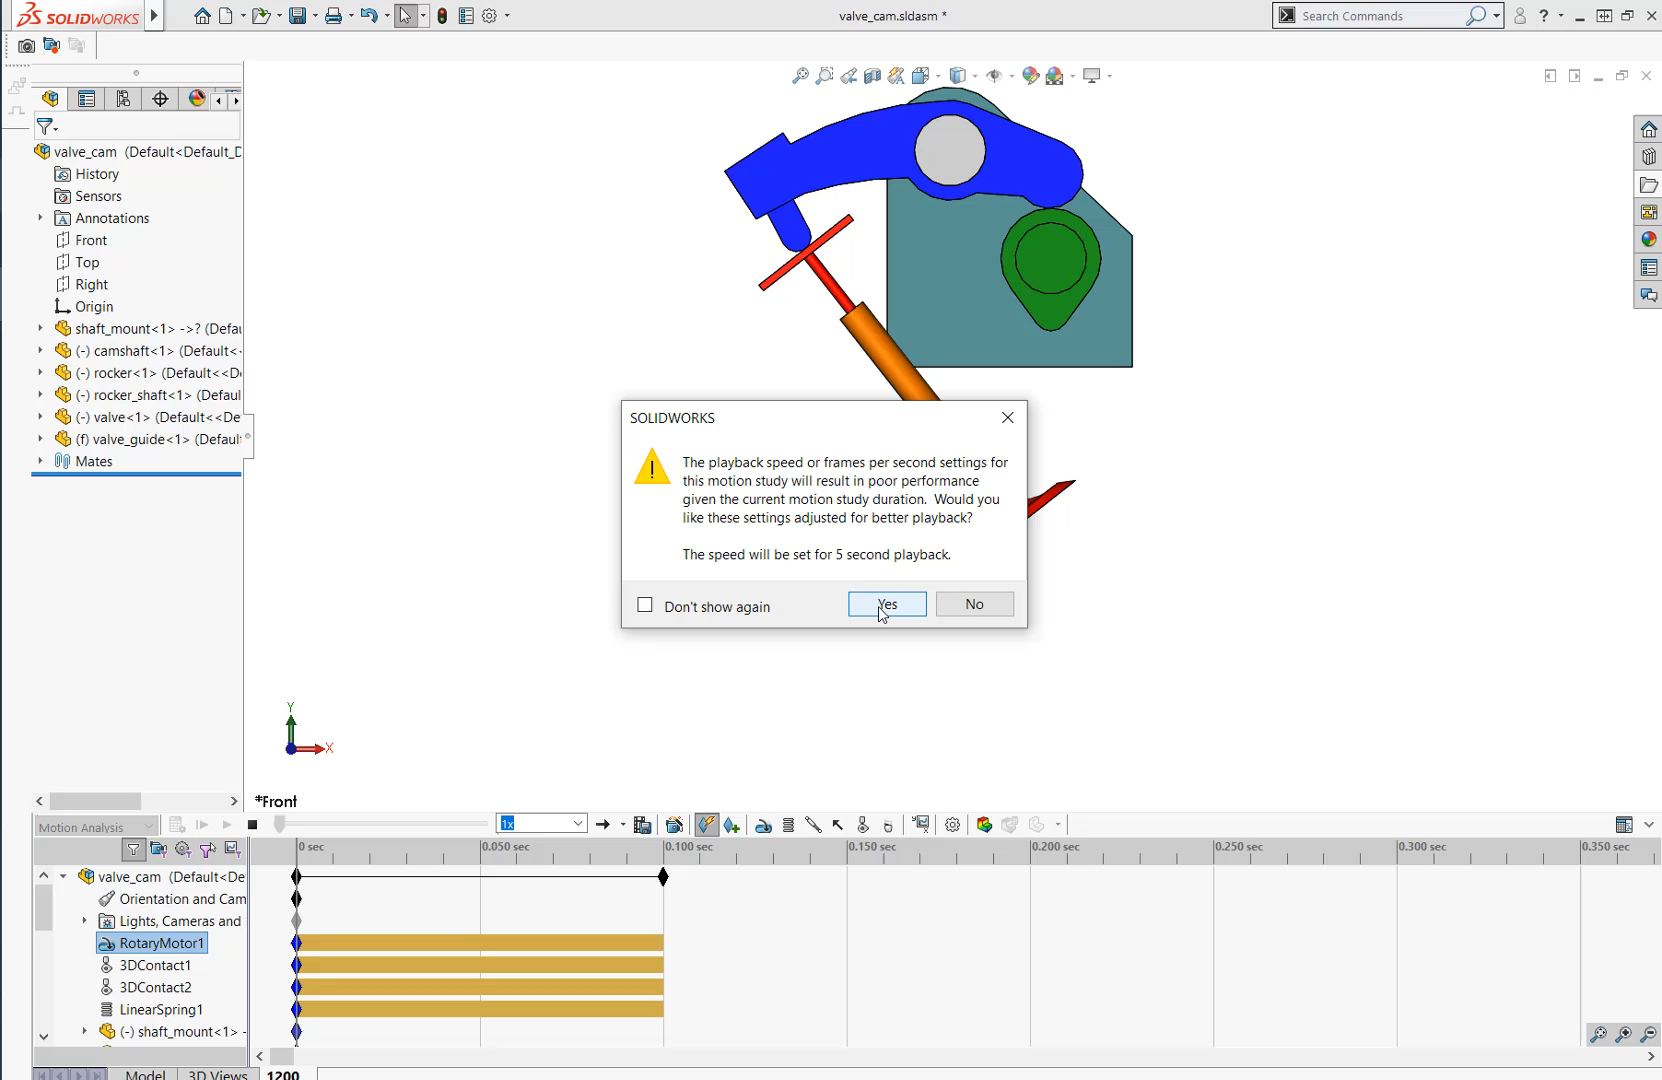 SOLIDWORKS
valve_cam.sldasm *
Search Commands
?
valve_cam (Default<Default_D
History
Sensors
Annotations
Front
Top
Right
Origin
shaft_mount<1> ->? (Defau
(-) camshaft<1> (Default<
(-) rocker<1> (Default<<De
(-) rocker_shaft<1> (Defaul
(-) valve<1> (Default<<De
(f) valve_guide<1> (Default
Mates
SOLIDWORKS
The playback speed or frames per second settings for
this motion study will result in poor performance
given the current motion study duration. Would you
like these settings adjusted for better playback?
The speed will be set for 5 second playback.
Don't show again
Yes
No
Y
X
*Front
Motion Analysis
1x
0 sec
0.050 sec
0.100 sec
0.150 sec
0.200 sec
0.250 sec
0.300 sec
0.350 sec
valve_cam (Default<De
Orientation and Cam
Lights, Cameras and
RotaryMotor1
3DContact1
3DContact2
LinearSpring1
(-) shaft_mount<1> -
Model
3D Views
1200